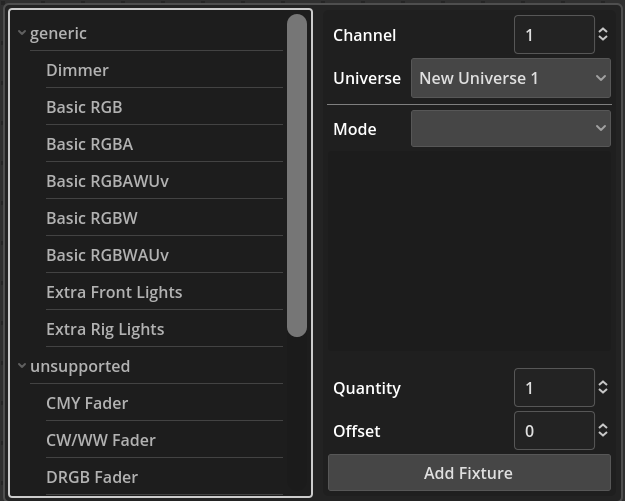 generic
Dimmer
Basic RGB
Basic RGBA
Basic RGBAWUv
Basic RGBW
Basic RGBWAUv
Extra Front Lights
Extra Rig Lights
unsupported
CMY Fader
CW/WW Fader
DRGB Fader
Channel 1
Universe New Universe 1
Mode
Quantity 1
Offset 0
Add Fixture